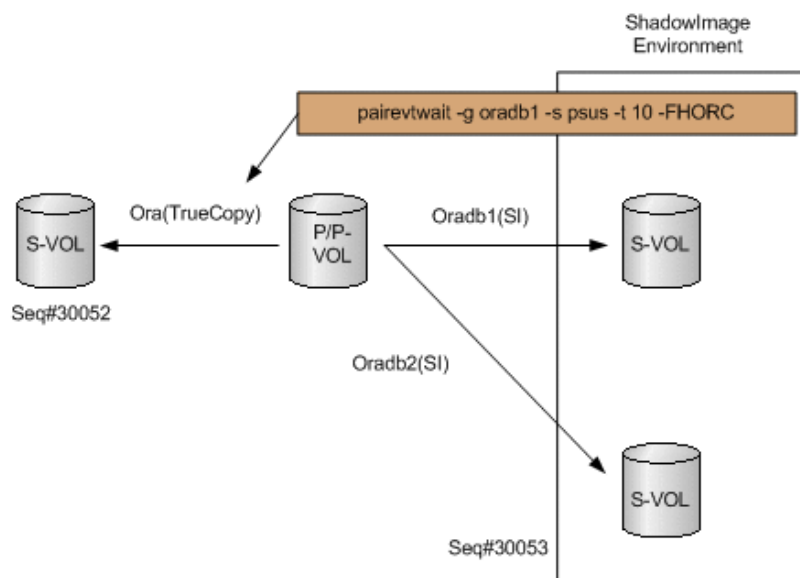 ShadowImage
Environment
pairevtwait -g oradb1 -s psus -t 10 -FHORC
Ora(TrueCopy)
Oradb1(SI)
S-VOL
P/P-
VOL
S-VOL
Seq#30052
Oradb2(SI)
S-VOL
Seq#30053